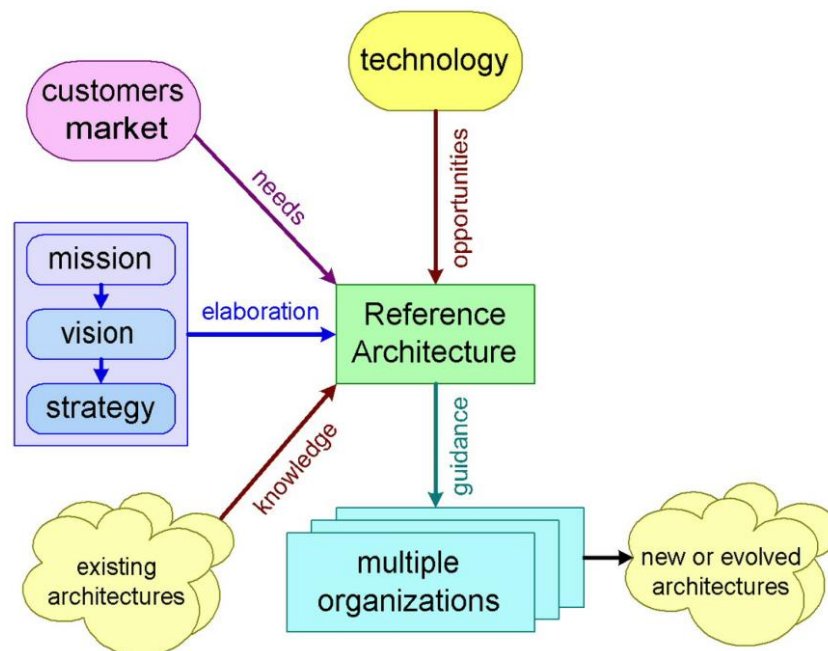 technology
customers
market
needs
opportunities
mission
vision
strategy
elaboration
Reference
Architecture
knowledge
guidance
existing
architectures
multiple
organizations
new or evolved
architectures